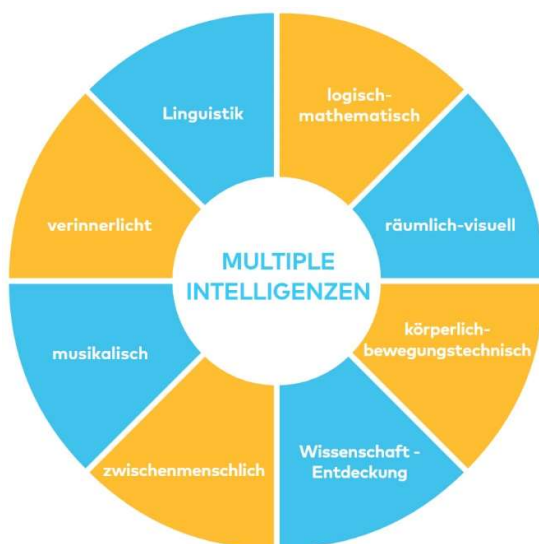 Linguistik
logisch-
mathematisch
räumlich-visuell
körperlich-
bewegungstechnisch
Wissenschaft -
Entdeckung
zwischenmenschlich
musikalisch
verinnerlicht
MULTIPLE
INTELLIGENZEN